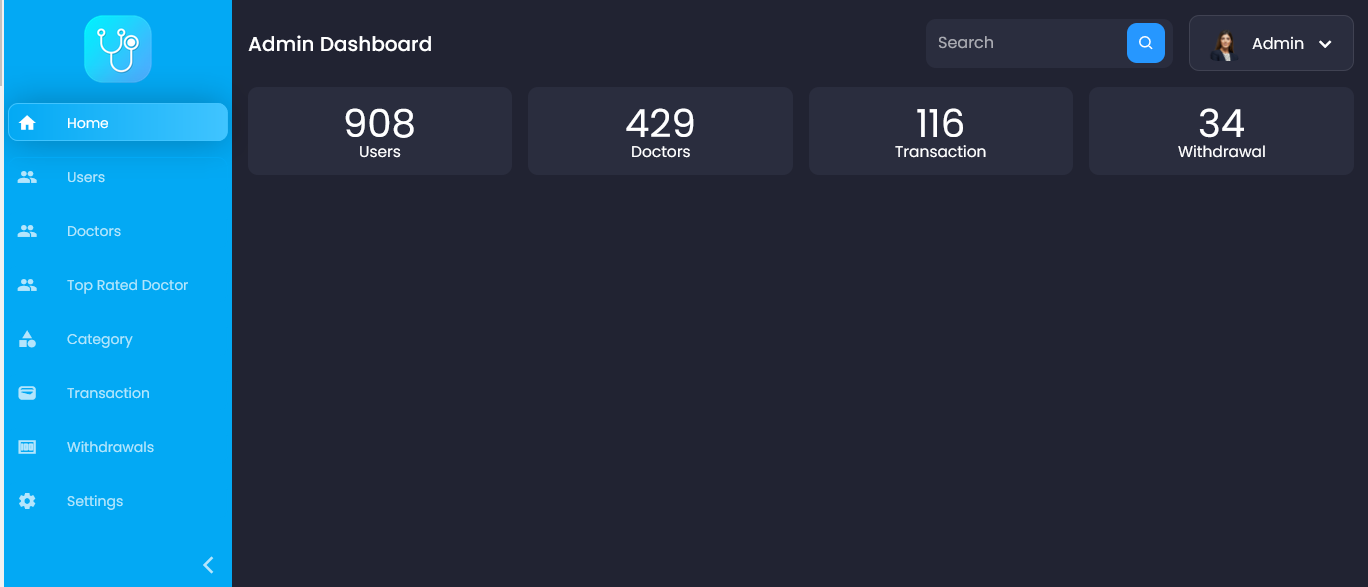 Admin Dashboard
Search
Admin
Home
Users
Doctors
Top Rated Doctor
Category
Transaction
Withdrawals
Settings
908
Users
429
Doctors
116
Transaction
34
Withdrawal